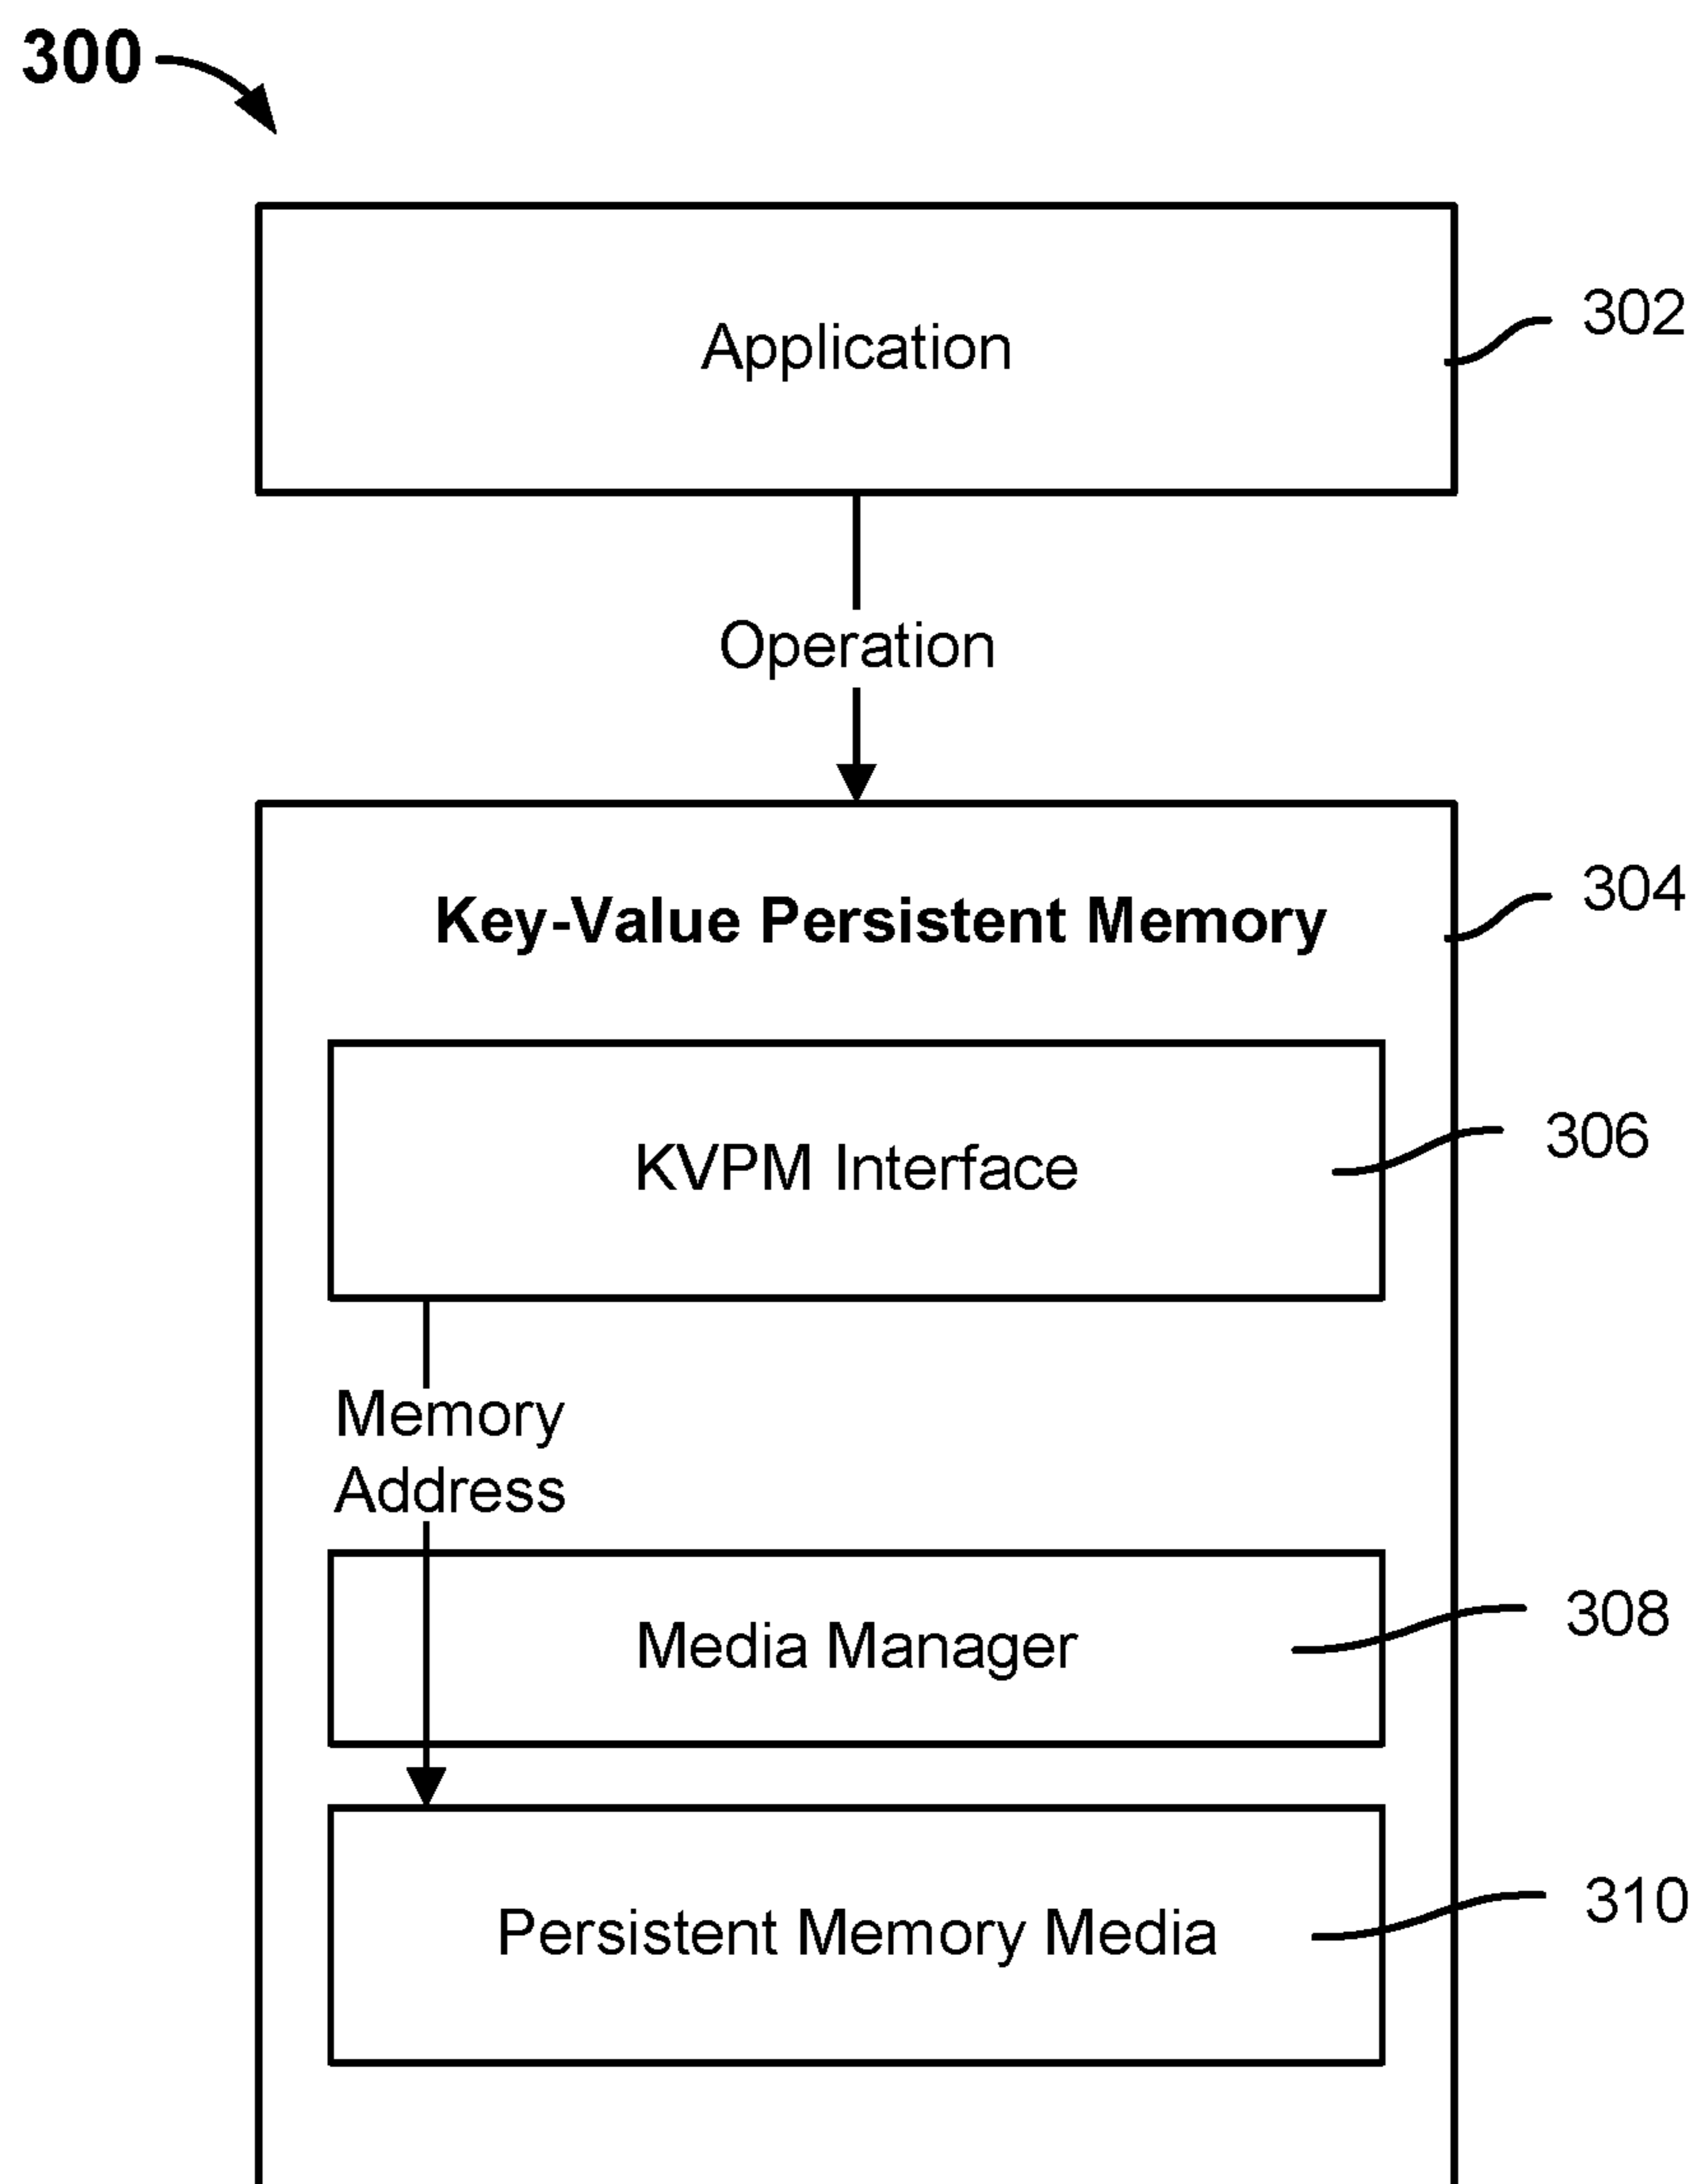 300
Application
302
Operation
Key-Value Persistent Memory
304
KVPM Interface
306
Memory
Address
Media Manager
308
Persistent Memory Media
310